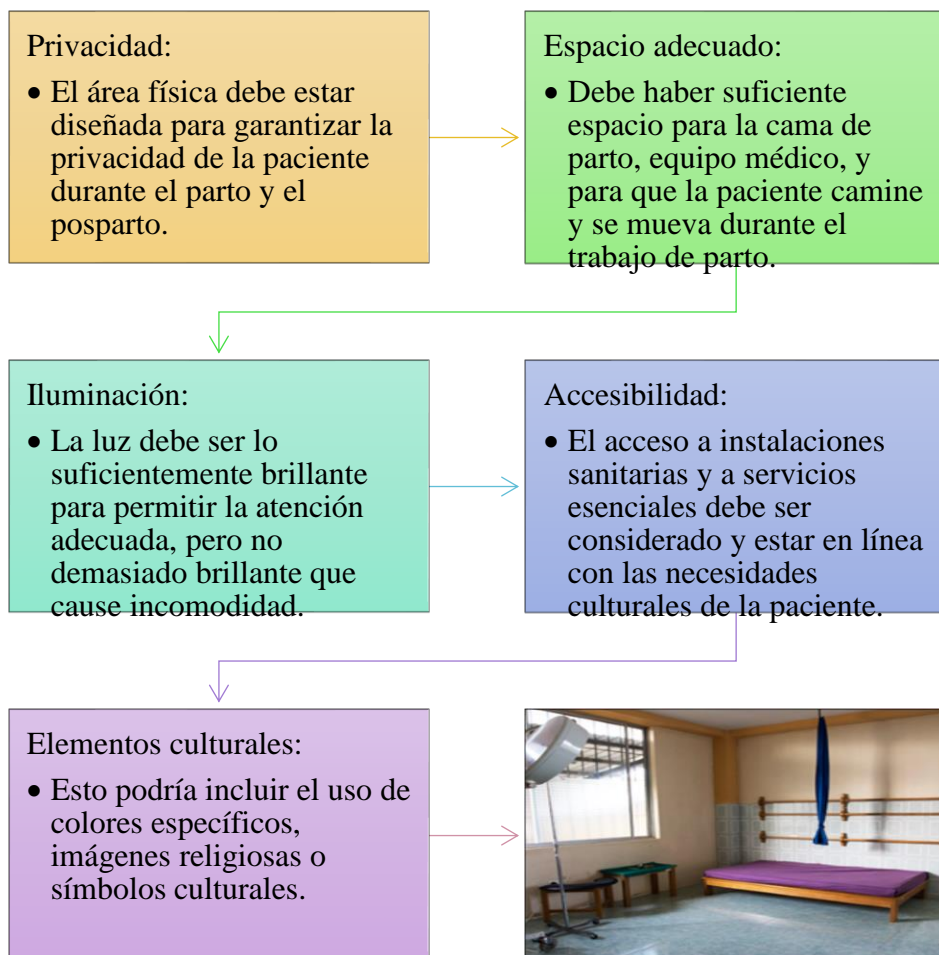 Privacidad:
• El área física debe estar
diseñada para garantizar la
privacidad de la paciente
durante el parto y el
posparto.
Espacio adecuado:
• Debe haber suficiente
espacio para la cama de
parto, equipo médico, y
para que la paciente camine
y se mueva durante el
trabajo de parto.
Iluminación:
• La luz debe ser lo
suficientemente brillante
para permitir la atención
adecuada, pero no
demasiado brillante que
cause incomodidad.
Accesibilidad:
• El acceso a instalaciones
sanitarias y a servicios
esenciales debe ser
considerado y estar en línea
con las necesidades
culturales de la paciente.
Elementos culturales:
• Esto podría incluir el uso de
colores específicos,
imágenes religiosas o
símbolos culturales.